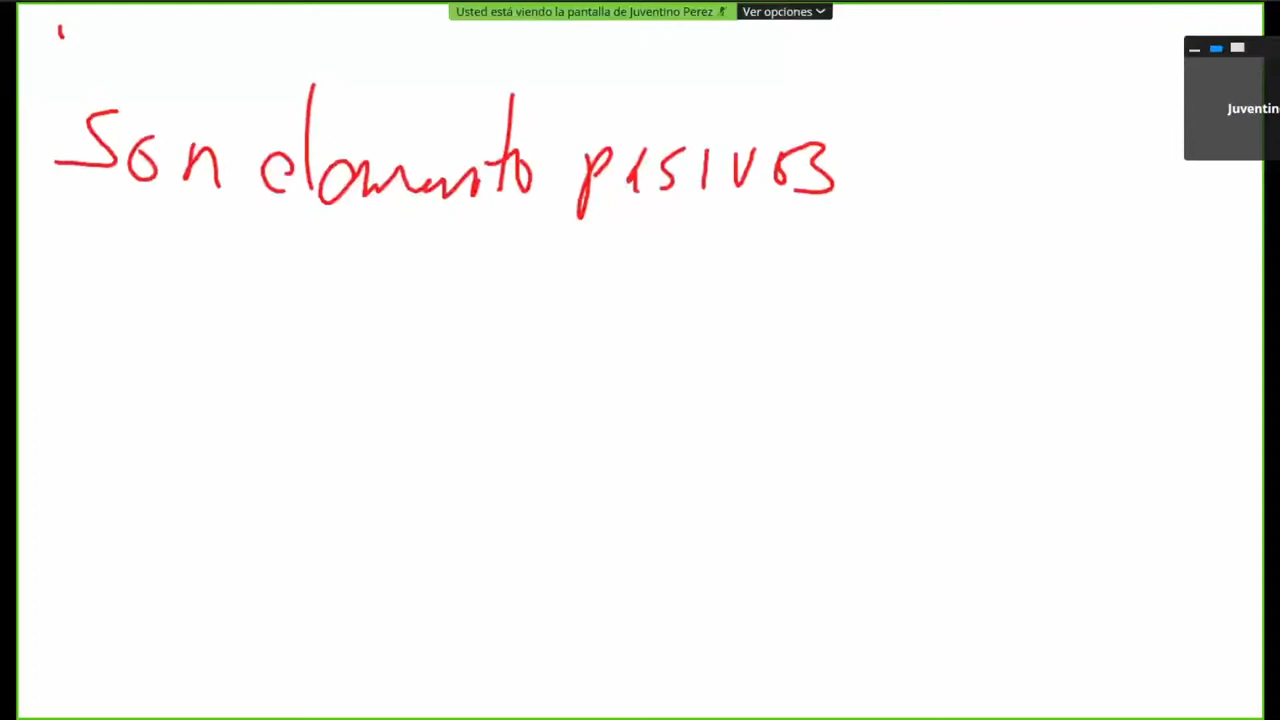 Usted está viendo la pantalla de Juventino Perez Ver opciones
Juventin
Son elemento pasivos